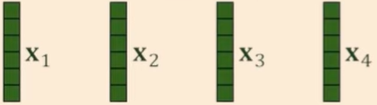 x₁ x₂ x₃ x₄